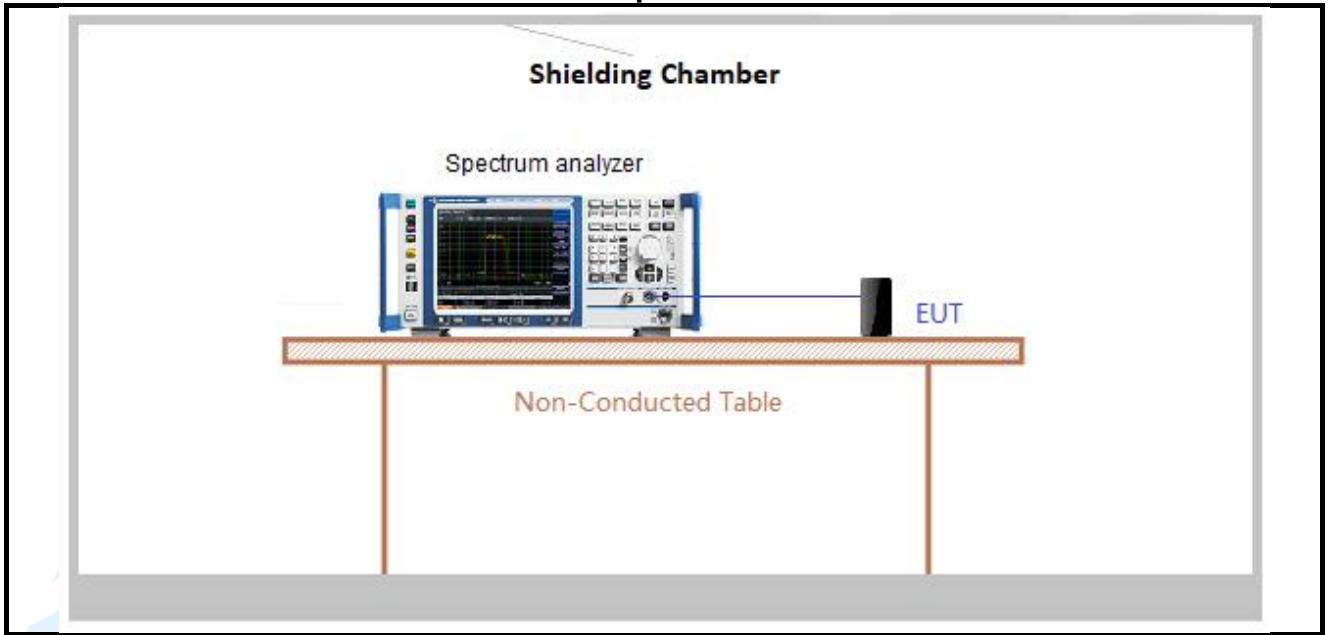 Shielding Chamber
Spectrum analyzer
EUT
Non-Conducted Table